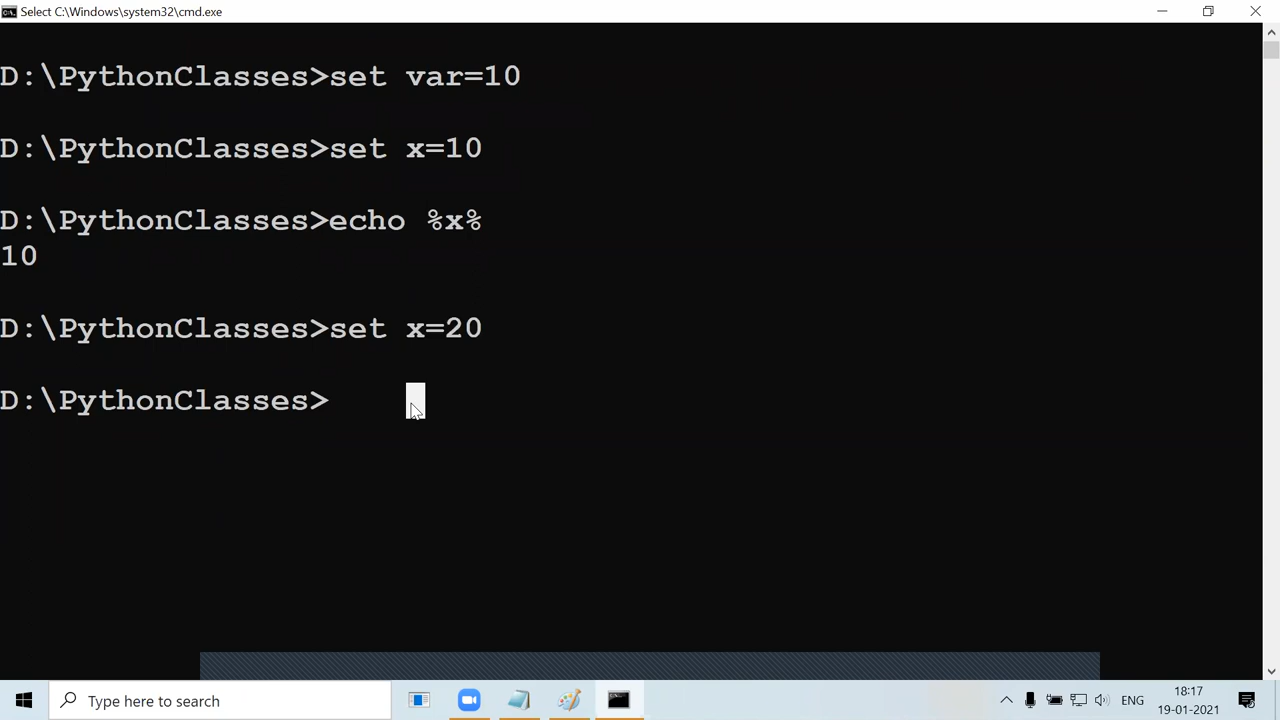 Select C:\Windows\system32\cmd.exe
D:\PythonClasses>set var=10
D:\PythonClasses>set x=10
D:\PythonClasses>echo %x%
10
D:\PythonClasses>set x=20
D:\PythonClasses>
Type here to search
ENG
18:17
19-01-2021